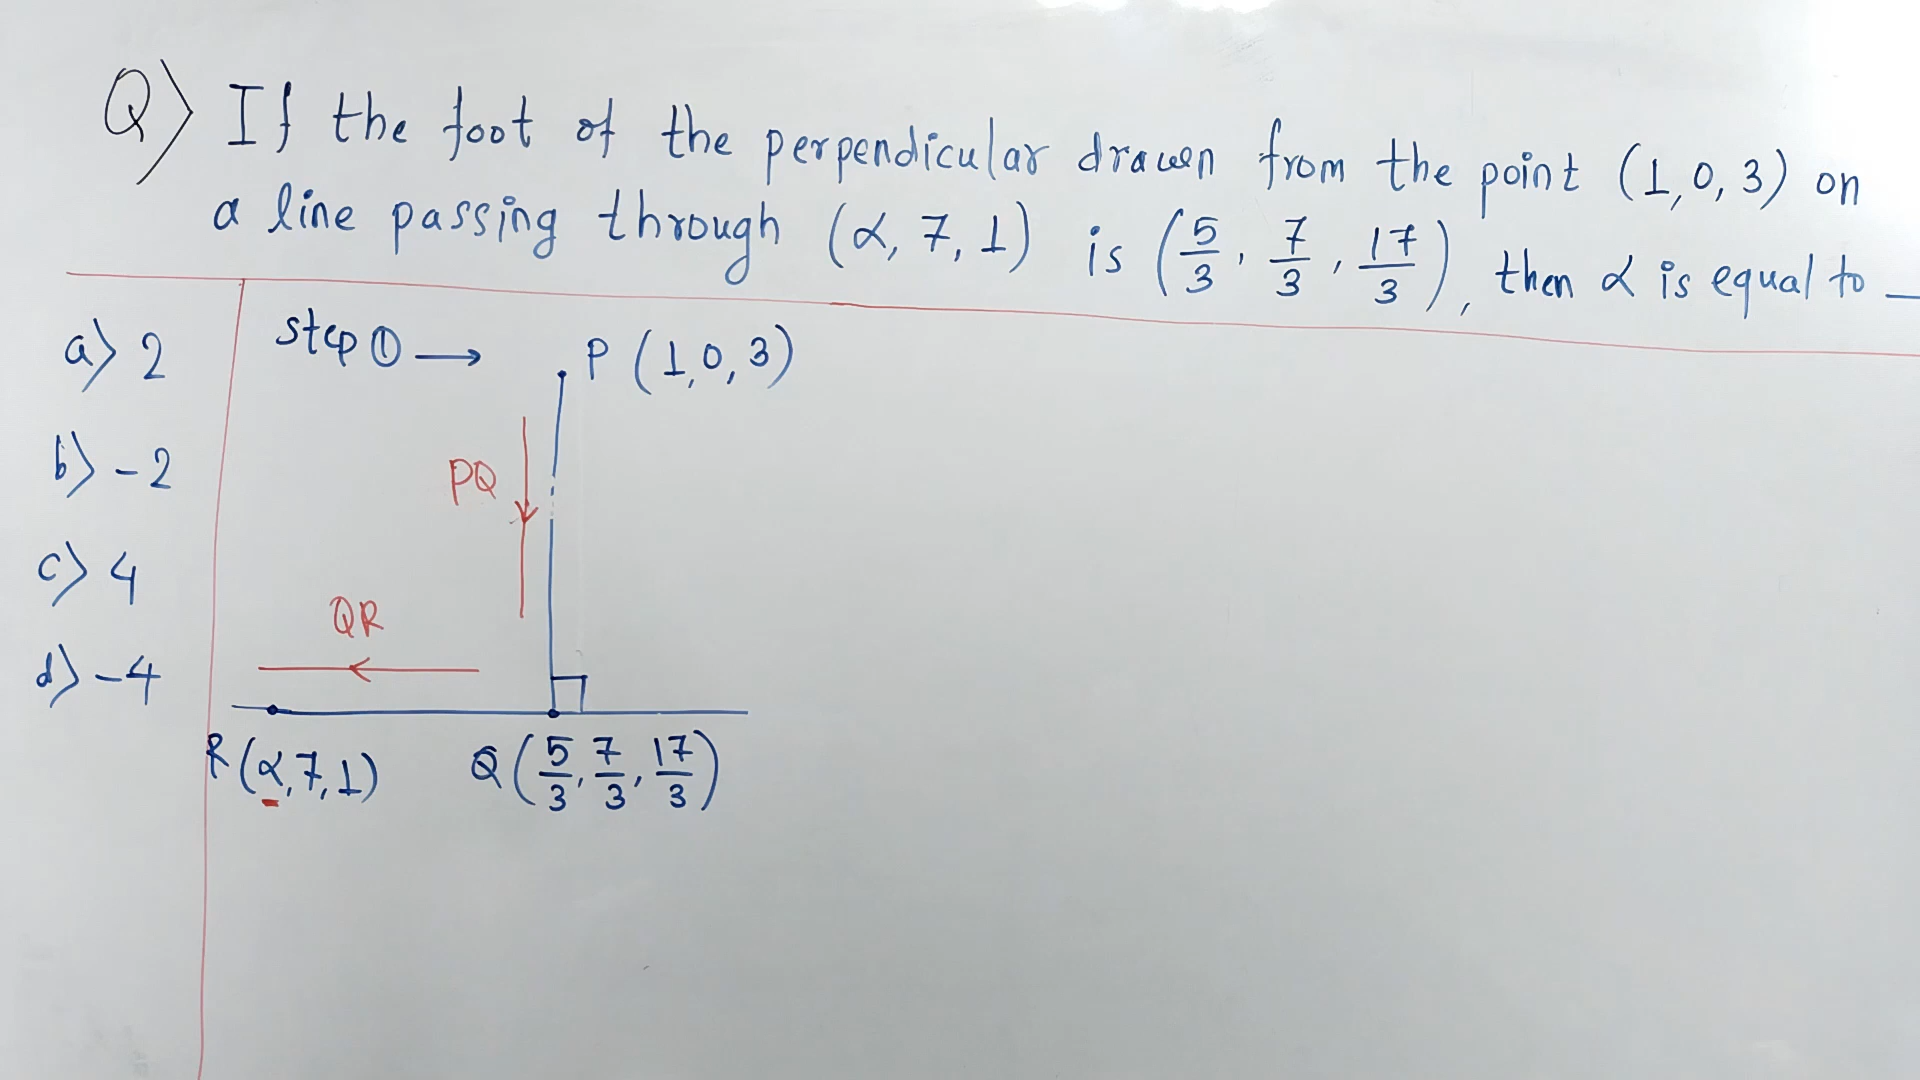 Q) If the foot of the perpendicular drawn from the point (1, 0, 3) on
a line passing through (α, 7, 1) is (5/3, 7/3, 17/3), then α is equal to _
a) 2
b) -2
c) 4
d) -4
step ① → P (1, 0, 3)
PQ
QR
R (α, 7, 1) Q (5/3, 7/3, 17/3)